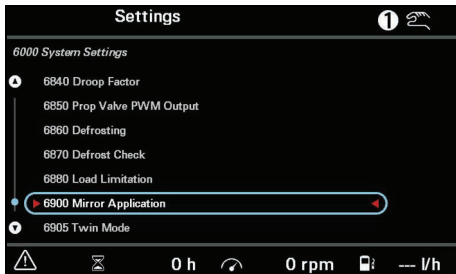 Settings
1
6000 System Settings
6840 Droop Factor
6850 Prop Valve PWM Output
6860 Defrosting
6870 Defrost Check
6880 Load Limitation
6900 Mirror Application
6905 Twin Mode
0 h 0 rpm --- l/h